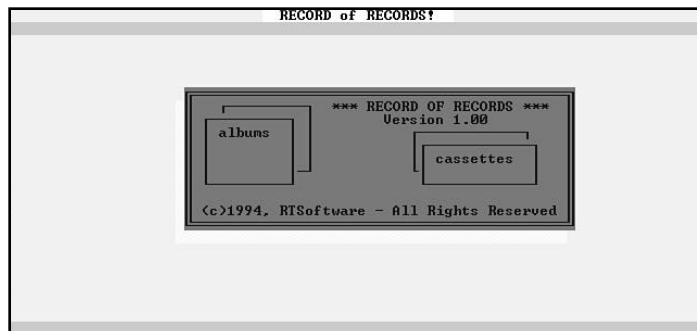 RECORD of RECORDS!
*** RECORD OF RECORDS ***
Version 1.00
albums
cassettes
(c)1994, RTSoftware - All Rights Reserved